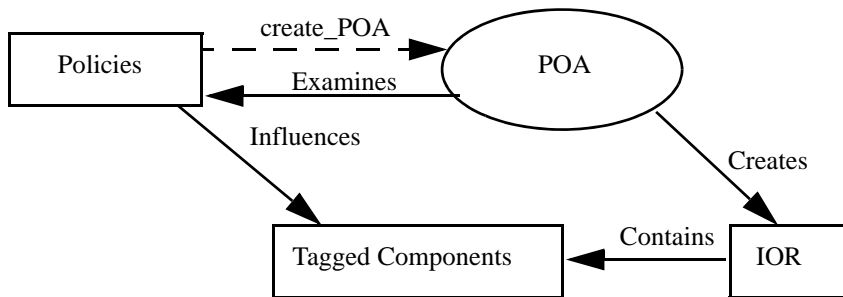 create_POA
Policies
POA
Examines
Influences
Creates
Contains
Tagged Components
IOR